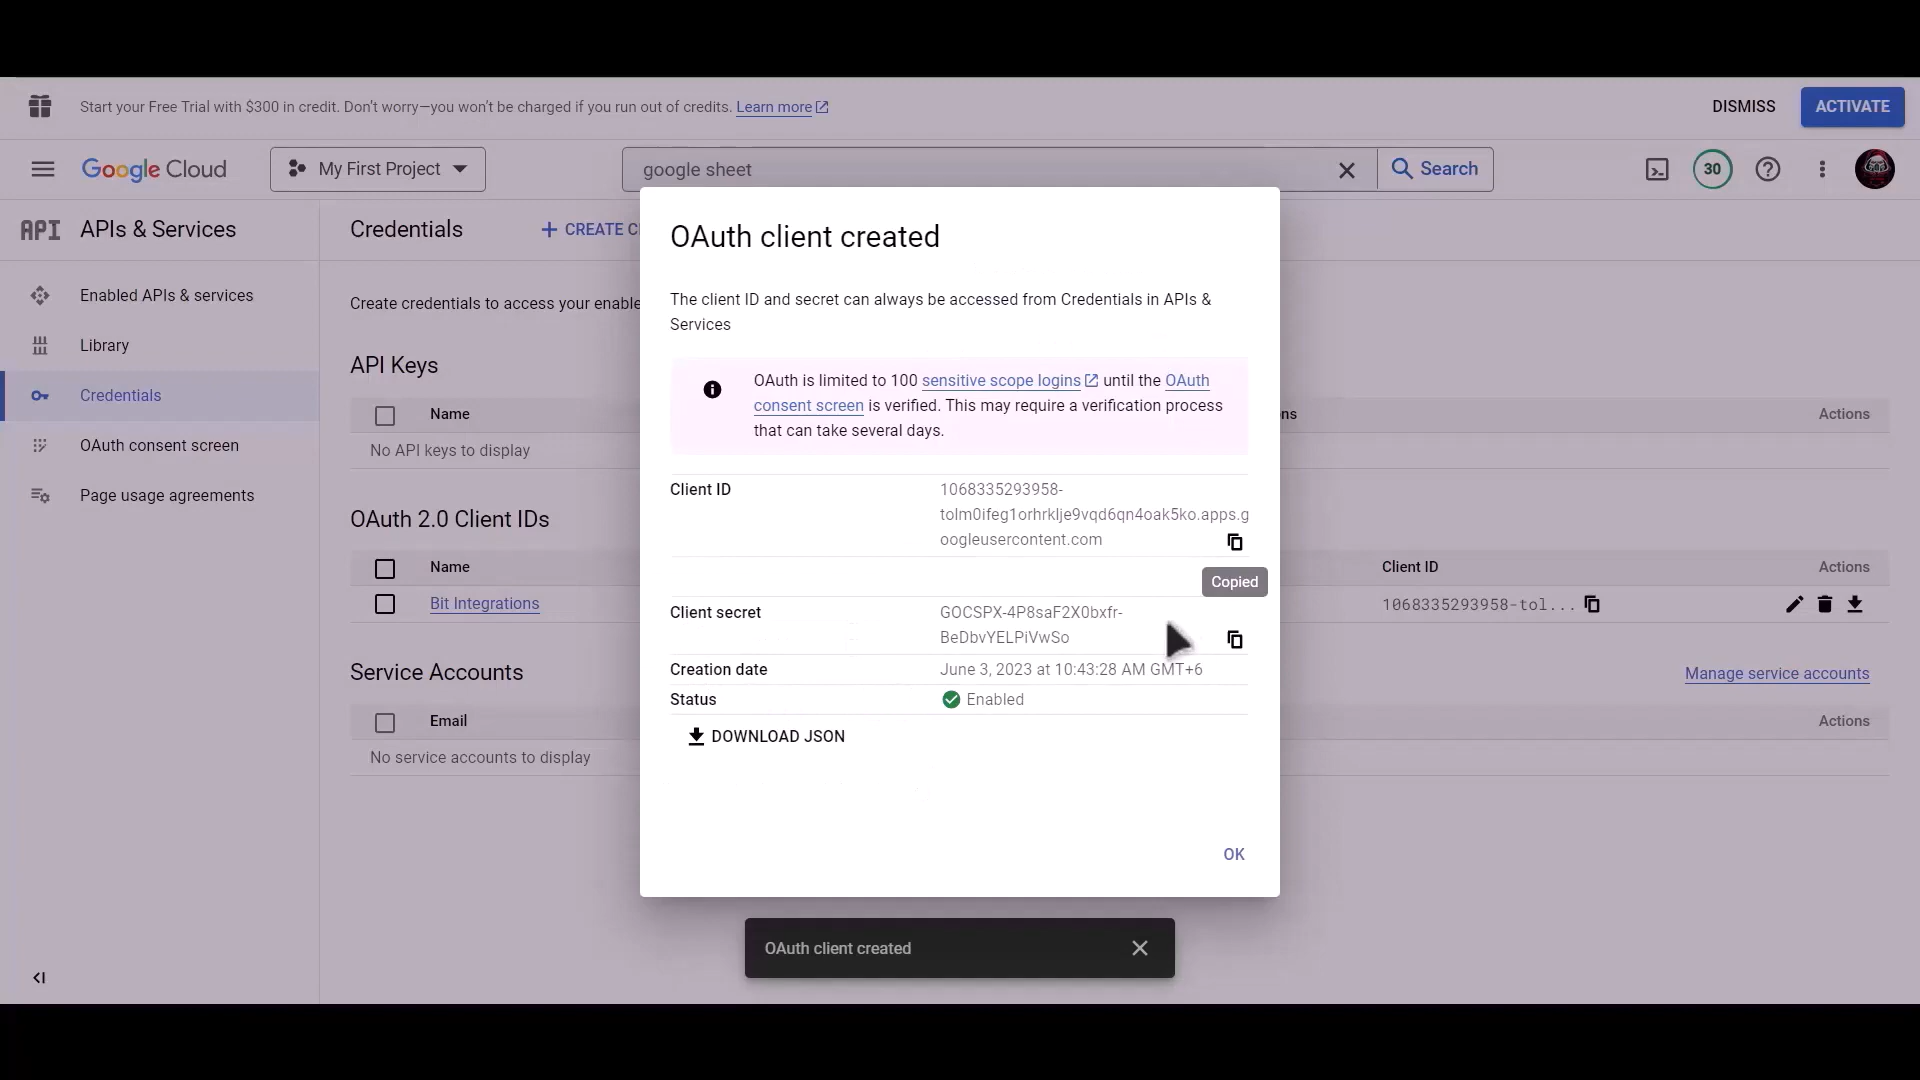 Start your Free Trial with $300 in credit. Don't worry—you won't be charged if you run out of credits. Learn more
DISMISS
ACTIVATE
Google Cloud
My First Project
google sheet
Search
30
API
APIs & Services
Credentials
+ CREATE C
Enabled APIs & services
Library
Credentials
OAuth consent screen
Page usage agreements
Create credentials to access your enable
API Keys
Name
ns
Actions
No API keys to display
OAuth 2.0 Client IDs
Name
Client ID
Actions
Bit Integrations
1068335293958-tol...
Service Accounts
Manage service accounts
Email
Actions
No service accounts to display
OAuth client created
The client ID and secret can always be accessed from Credentials in APIs &
Services
OAuth is limited to 100 sensitive scope logins until the OAuth
consent screen is verified. This may require a verification process
that can take several days.
Client ID
1068335293958-
tolm0ifeg1orhrklje9vqd6qn4oak5ko.apps.g
oogleusercontent.com
Copied
Client secret
GOCSPX-4P8saF2X0bxfr-
BeDbvYELPiVwSo
Creation date
June 3, 2023 at 10:43:28 AM GMT+6
Status
Enabled
DOWNLOAD JSON
OK
OAuth client created